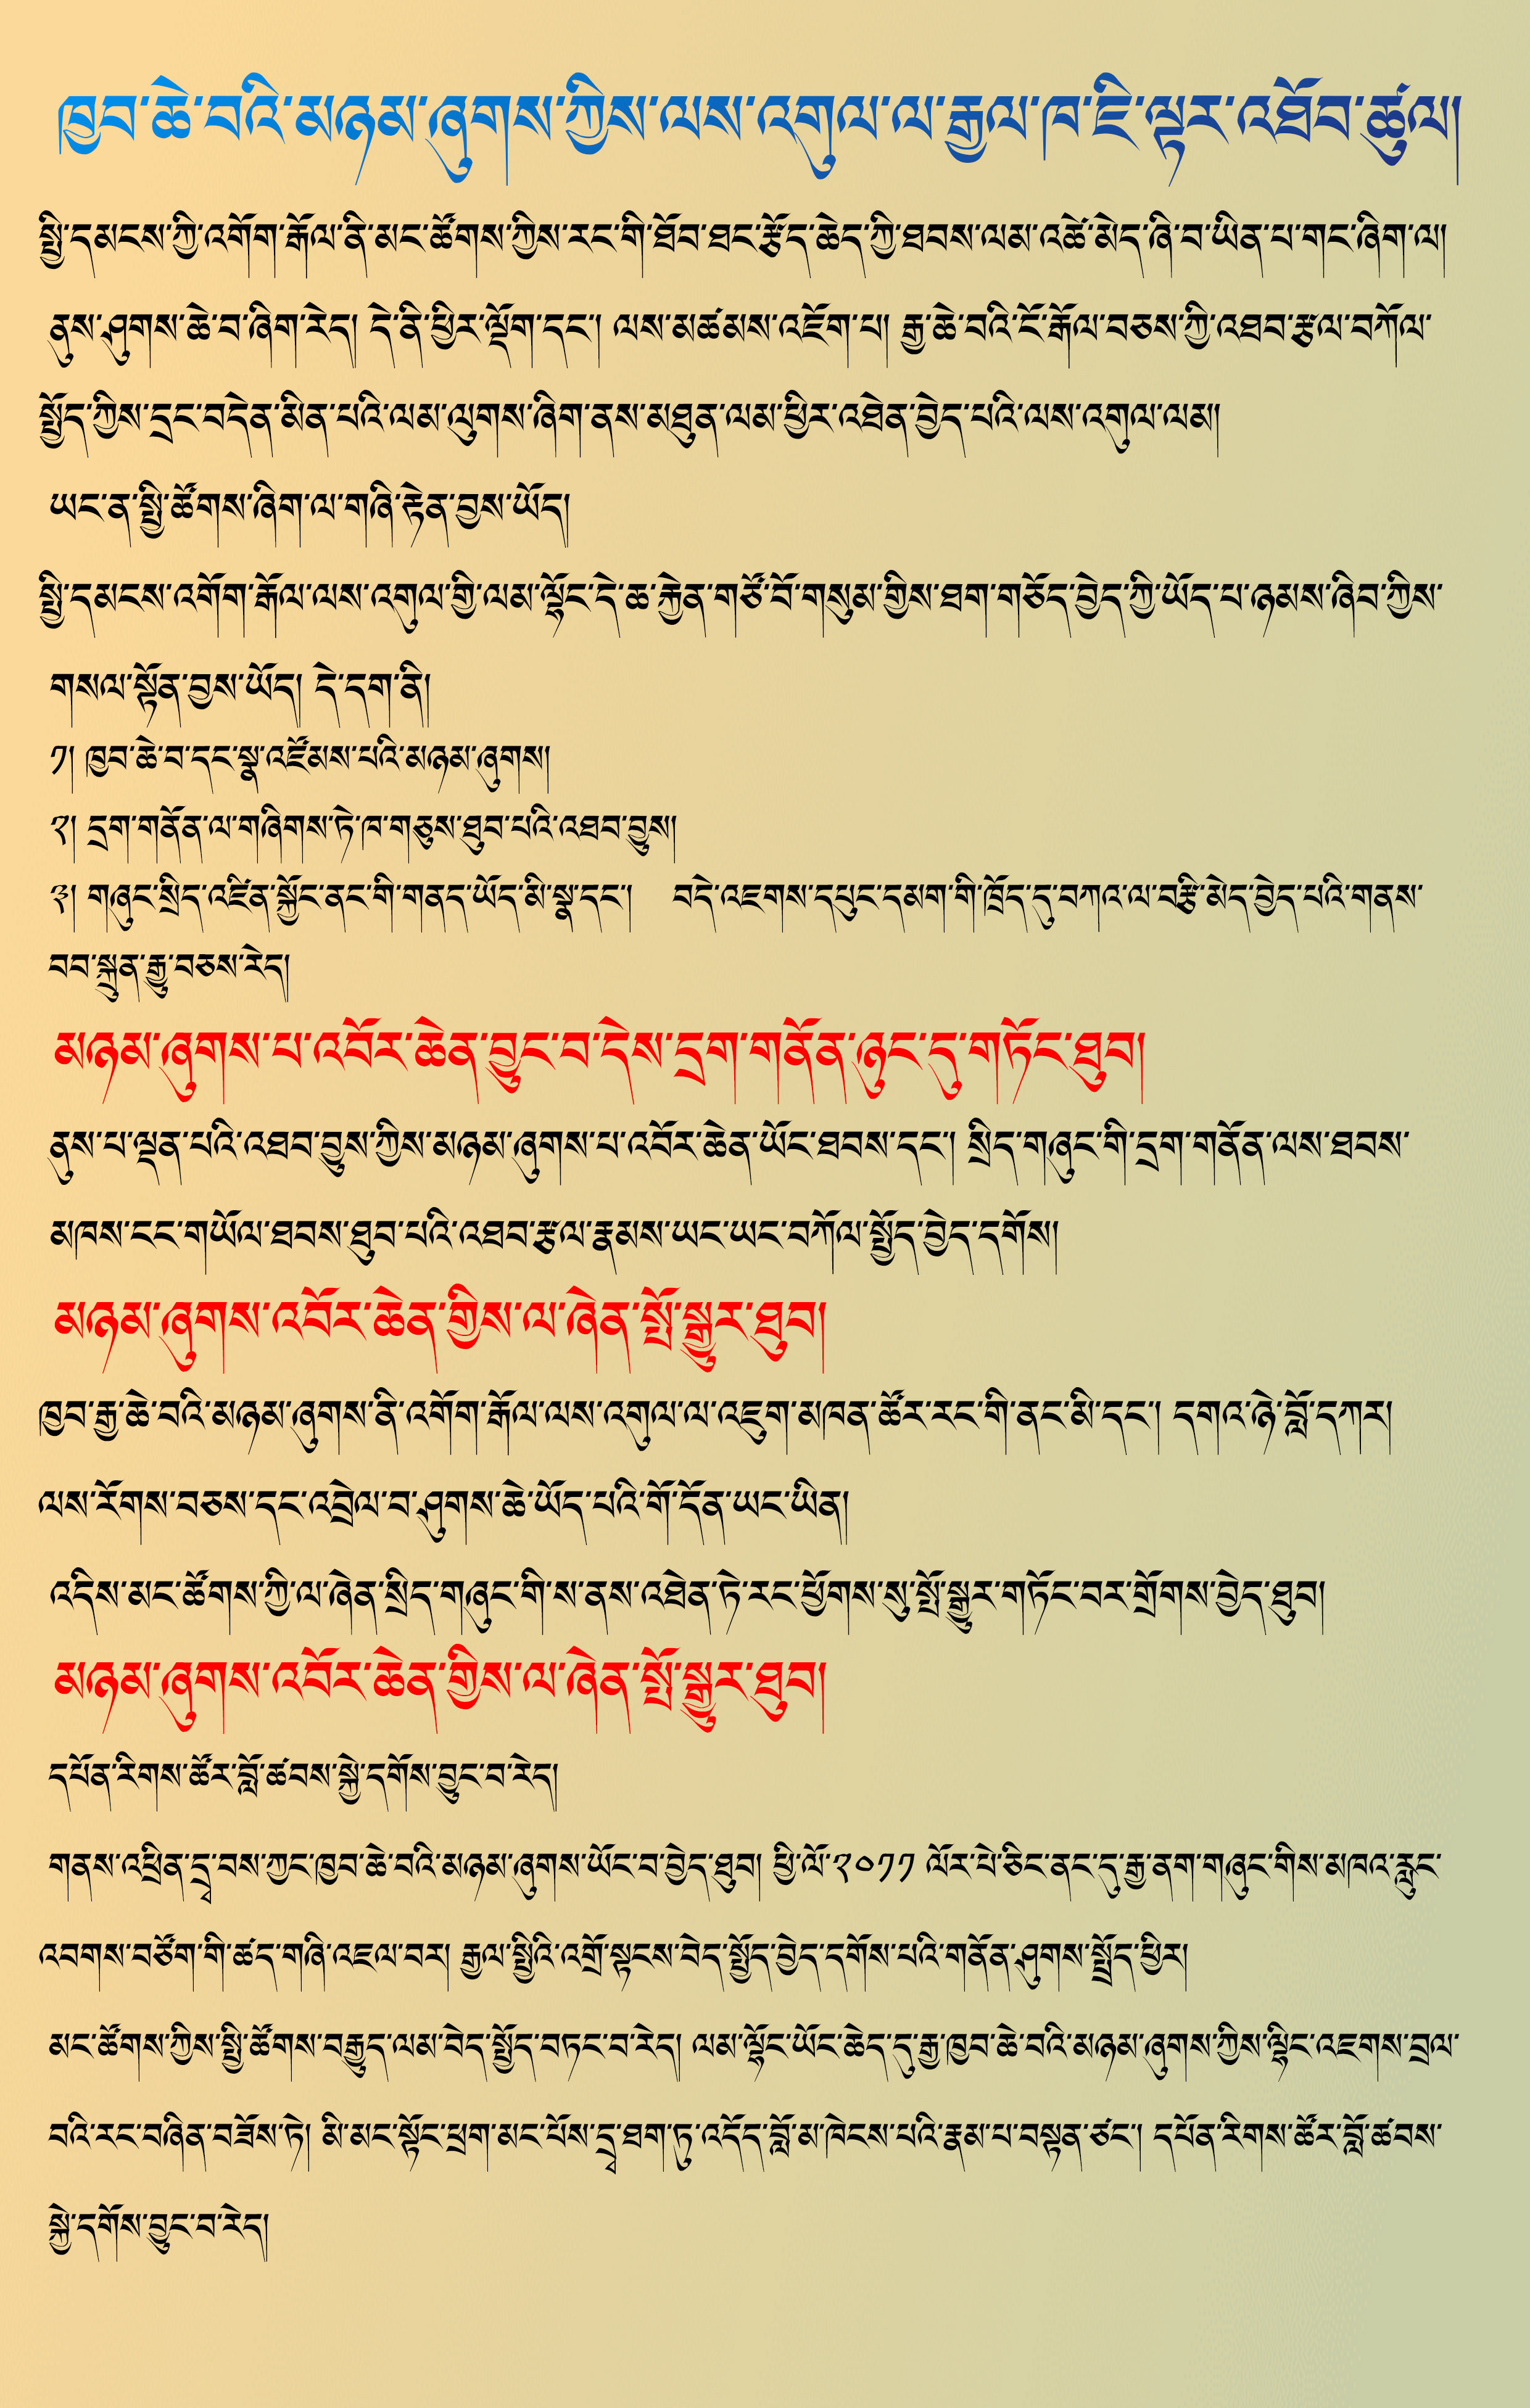 ཁྱབ་ཆེ་བའི་མཉམ་ཞུགས་ཀྱིས་ལས་འགུལ་ལ་རྒྱལ་ཁ་ཇི་ལྟར་འཐོབ་ཚུལ།
སྤྱི་དམངས་ཀྱི་འགོག་རྒོལ་ནི་མང་ཚོགས་ཀྱིས་རང་གི་ཐོབ་ཐང་རྩོད་ཆེད་ཀྱི་ཐབས་ལམ་འཚེ་མེད་ཞི་བ་ཡིན་པ་གང་ཞིག་ལ།
ནུས་ཤུགས་ཆེ་བ་ཞིག་རེད། དེ་ནི་ཕྱིར་ལྡོག་དང་། ལས་མཚམས་འཇོག་པ། རྒྱ་ཆེ་བའི་ངོ་རྒོལ་བཅས་ཀྱི་འཐབ་རྩལ་བཀོལ་
སྤྱོད་ཀྱིས་དྲང་བདེན་མིན་པའི་ལམ་ལུགས་ཞིག་ནས་མཐུན་ལམ་ཕྱིར་འཐེན་བྱེད་པའི་ལས་འགུལ་ལམ།
ཡང་ན་སྤྱི་ཚོགས་ཞིག་ལ་གཞི་རྟེན་བྱས་ཡོད།
སྤྱི་དམངས་འགོག་རྒོལ་ལས་འགུལ་གྱི་ལམ་ལྷོང་དེ་ཆ་རྐྱེན་གཙོ་བོ་གསུམ་གྱིས་ཐག་གཅོད་བྱེད་ཀྱི་ཡོད་པ་ཉམས་ཞིབ་ཀྱིས་
གསལ་སྟོན་བྱས་ཡོད། དེ་དག་ནི།
༡། ཁྱབ་ཆེ་བ་དང་སྣ་འཛོམས་པའི་མཉམ་ཞུགས།
༢། དྲག་གནོན་ལ་གཞིགས་ཏེ་ཁ་གཅུས་ཐུབ་པའི་འཐབ་བྱུས།
༣། གཞུང་སྲིད་འཛིན་སྐྱོང་ནང་གི་གནད་ཡོད་མི་སྣ་དང་། བདེ་འཇགས་དཔུང་དམག་གི་ཁྲོད་དུ་བཀའ་ལ་བརྩི་མེད་བྱེད་པའི་གནས་
བབ་སྐྲུན་རྒྱུ་བཅས་རེད།
མཉམ་ཞུགས་པ་འབོར་ཆེན་བྱུང་བ་དེས་དྲག་གནོན་ཉུང་དུ་གཏོང་ཐུབ།
ནུས་པ་ལྡན་པའི་འཐབ་བྱུས་ཀྱིས་མཉམ་ཞུགས་པ་འབོར་ཆེན་ཡོང་ཐབས་དང་། སྲིད་གཞུང་གི་དྲག་གནོན་ལས་ཐབས་
མཁས་ངང་གཡོལ་ཐབས་ཐུབ་པའི་འཐབ་རྩལ་རྣམས་ཡང་ཡང་བཀོལ་སྤྱོད་བྱེད་དགོས།
མཉམ་ཞུགས་འབོར་ཆེན་གྱིས་ལ་ཞེན་སྤོ་སྒྱུར་ཐུབ།
ཁྱབ་རྒྱ་ཆེ་བའི་མཉམ་ཞུགས་ནི་འགོག་རྒོལ་ལས་འགུལ་ལ་འཇུག་མཁན་ཚོར་རང་གི་ནང་མི་དང་། དགའ་ཉེ་བློ་དཀར།
ལས་རོགས་བཅས་དང་འབྲེལ་བ་ཤུགས་ཆེ་ཡོད་པའི་གོ་དོན་ཡང་ཡིན།
འདིས་མང་ཚོགས་ཀྱི་ལ་ཞེན་སྲིད་གཞུང་གི་ས་ནས་འཐེན་ཏེ་རང་ཕྱོགས་སུ་སྤོ་སྒྱུར་གཏོང་བར་གྲོགས་བྱེད་ཐུབ།
མཉམ་ཞུགས་འབོར་ཆེན་གྱིས་ལ་ཞེན་སྤོ་སྒྱུར་ཐུབ།
དཔོན་རིགས་ཚོར་བློ་ཚབས་སྐྱེ་དགོས་བྱུང་བ་རེད།
གནས་འཕྲིན་དྲྭ་བས་ཀྱང་ཁྱབ་ཆེ་བའི་མཉམ་ཞུགས་ཡོང་བ་བྱེད་ཐུབ། ཕྱི་ལོ་༢༠༡༡ ལོར་པེ་ཅིང་ནང་དུ་རྒྱ་ནག་གཞུང་གིས་མཁའ་རླུང་
འབགས་བཙོག་གི་ཚད་གཞི་འཇལ་བར། རྒྱལ་སྤྱིའི་འགྲོ་སྟངས་བེད་སྤྱོད་བྱེད་དགོས་པའི་གནོན་ཤུགས་སྤྲོད་ཕྱིར།
མང་ཚོགས་ཀྱིས་སྤྱི་ཚོགས་བརྒྱུད་ལམ་བེད་སྤྱོད་བཏང་བ་རེད། ལམ་ལྷོང་ཡོང་ཆེད་དུ་རྒྱ་ཁྱབ་ཆེ་བའི་མཉམ་ཞུགས་ཀྱིས་ལྷིང་འཇགས་བྲལ་
བའི་རང་བཞིན་བཟོས་ཏེ། མི་མང་སྟོང་ཕྲག་མང་པོས་དྲྭ་ཐག་ཏུ་འདོད་བློ་མ་ཁེངས་པའི་རྣམ་པ་བསྟན་ཙང་། དཔོན་རིགས་ཚོར་བློ་ཚབས་
སྐྱེ་དགོས་བྱུང་བ་རེད།